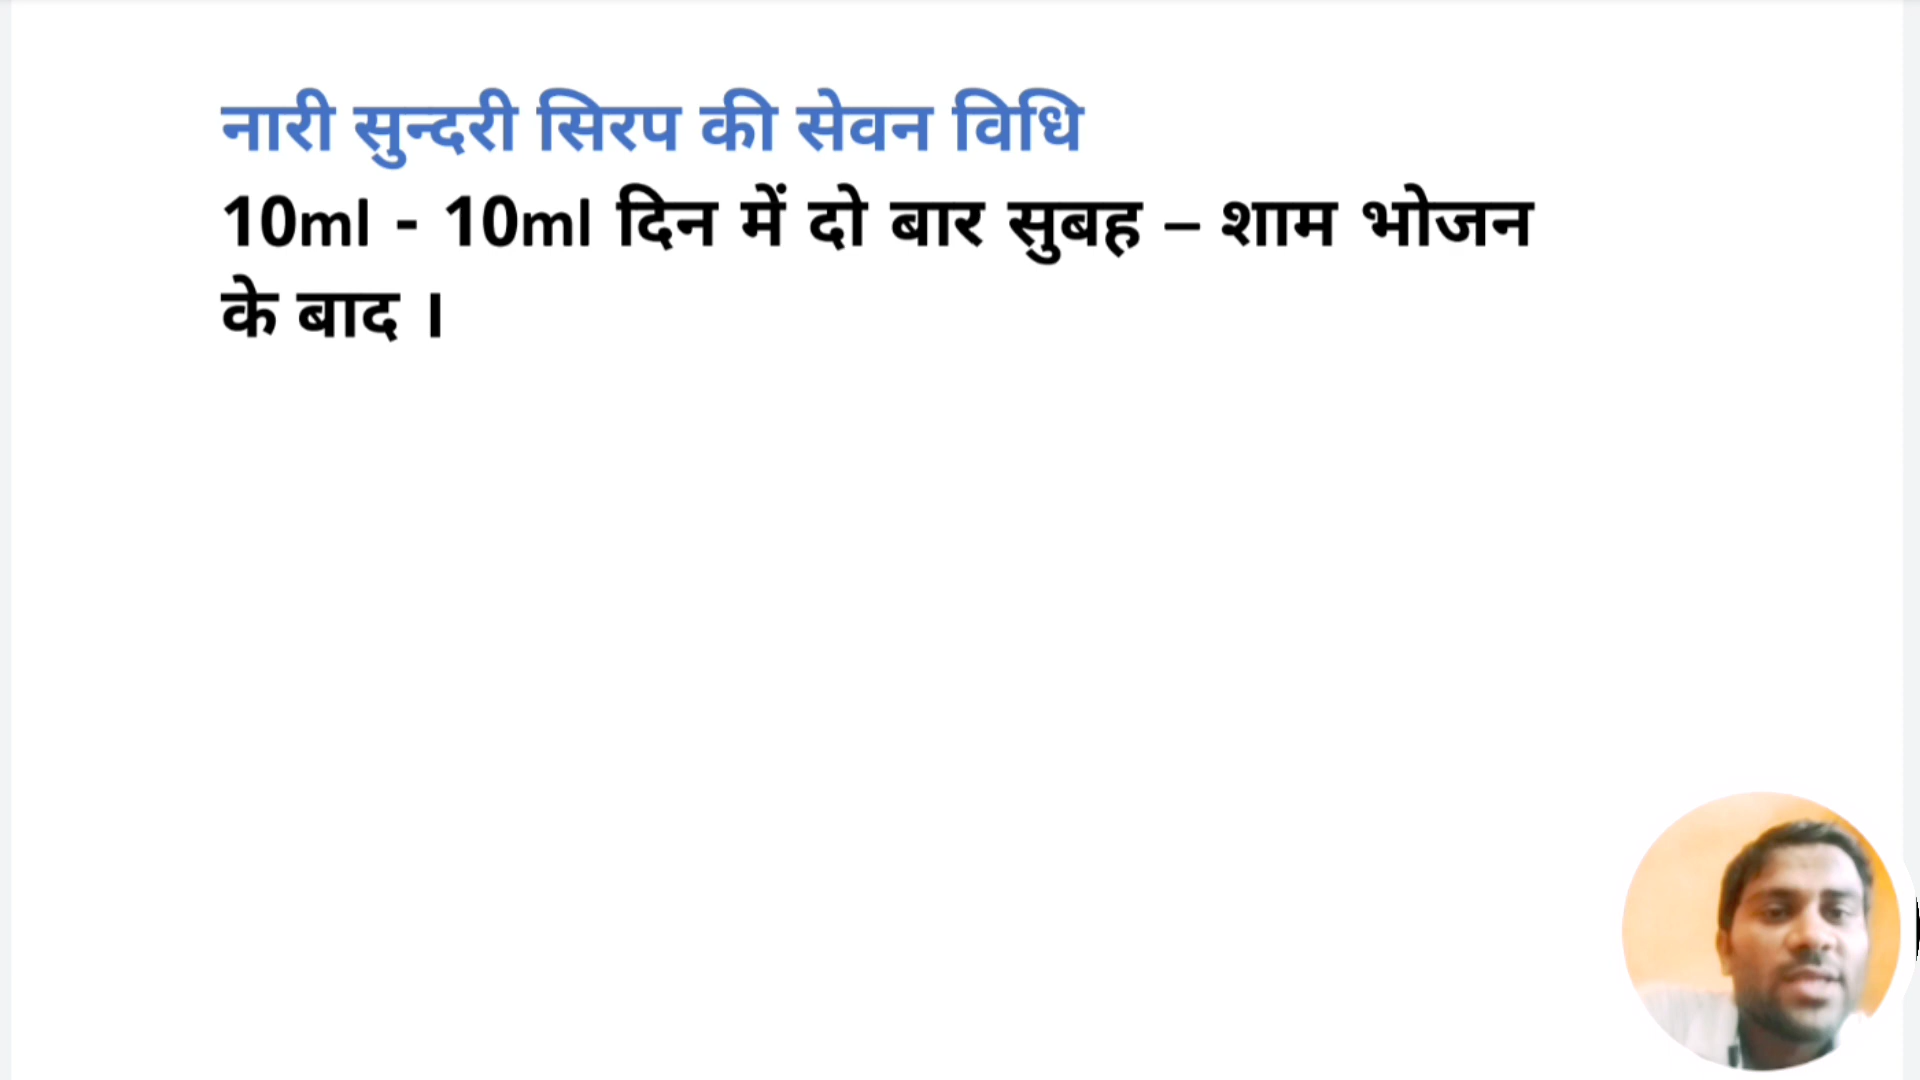 नारी सुन्दरी सिरप की सेवन विधि
10ml - 10ml दिन में दो बार सुबह – शाम भोजन
के बाद ।